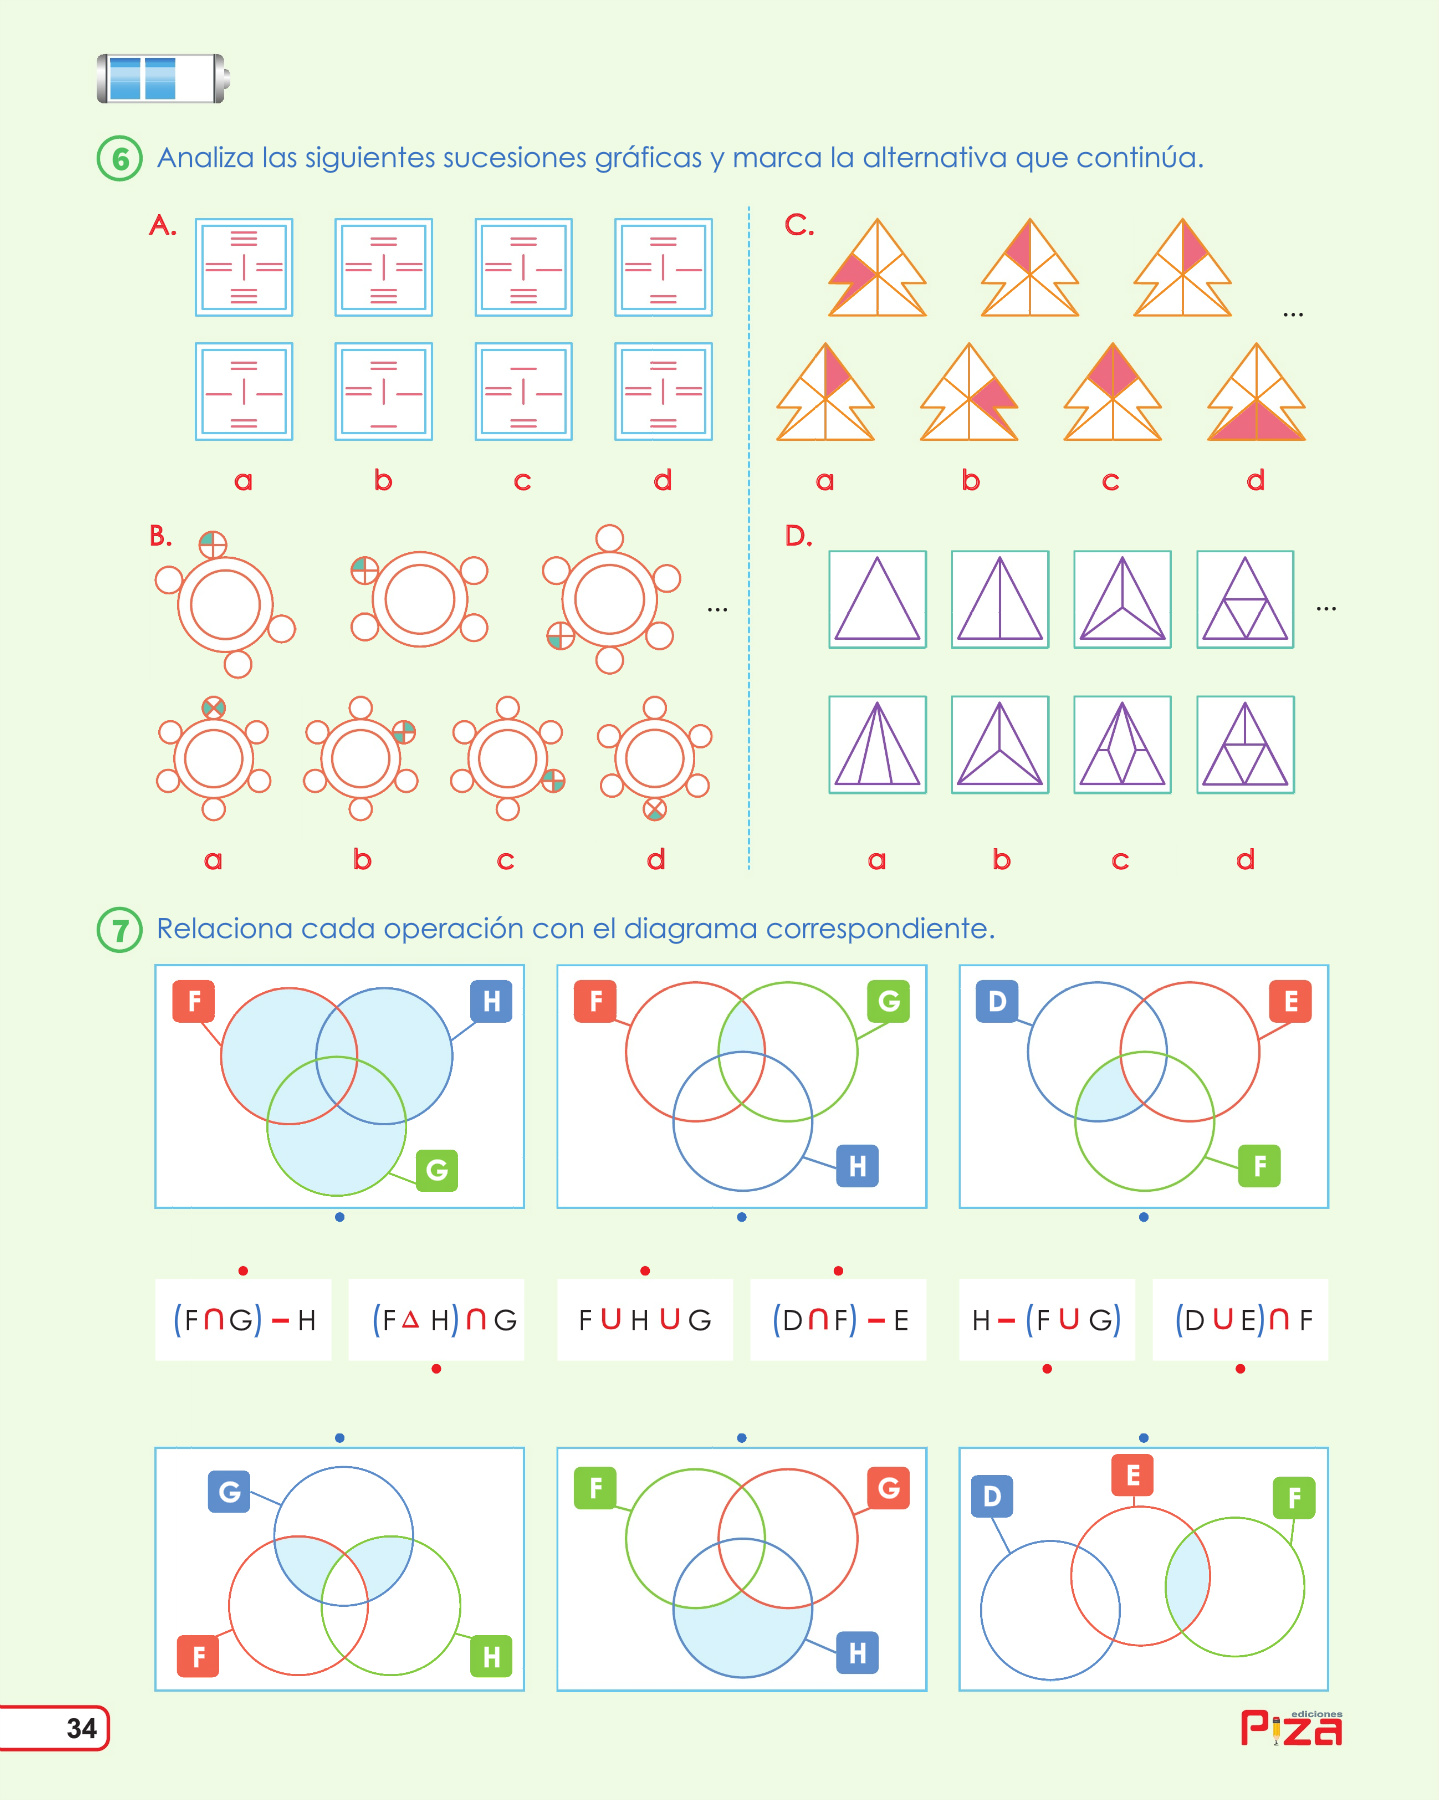 6 Analiza las siguientes sucesiones gráficas y marca la alternativa que continúa.
A.
a b c d
B.
...
a b c d
C.
...
a b c d
D.
...
a b c d
7 Relaciona cada operación con el diagrama correspondiente.
F H G
F G H
D E F
(F∩G) – H
(F △ H)∩G
F ∪ H ∪ G
(D∩F) – E
H – (F ∪ G)
(D ∪ E)∩ F
G F H
F G H
D E F
34
ediciones
Piza